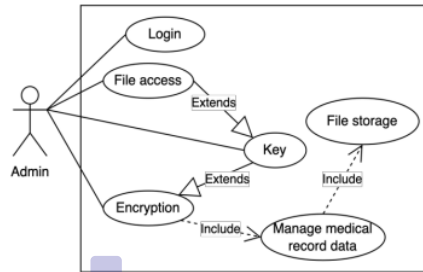 Login
File access
Extends
File storage
Key
Admin
Extends
Include
Encryption
Include
Manage medical
record data